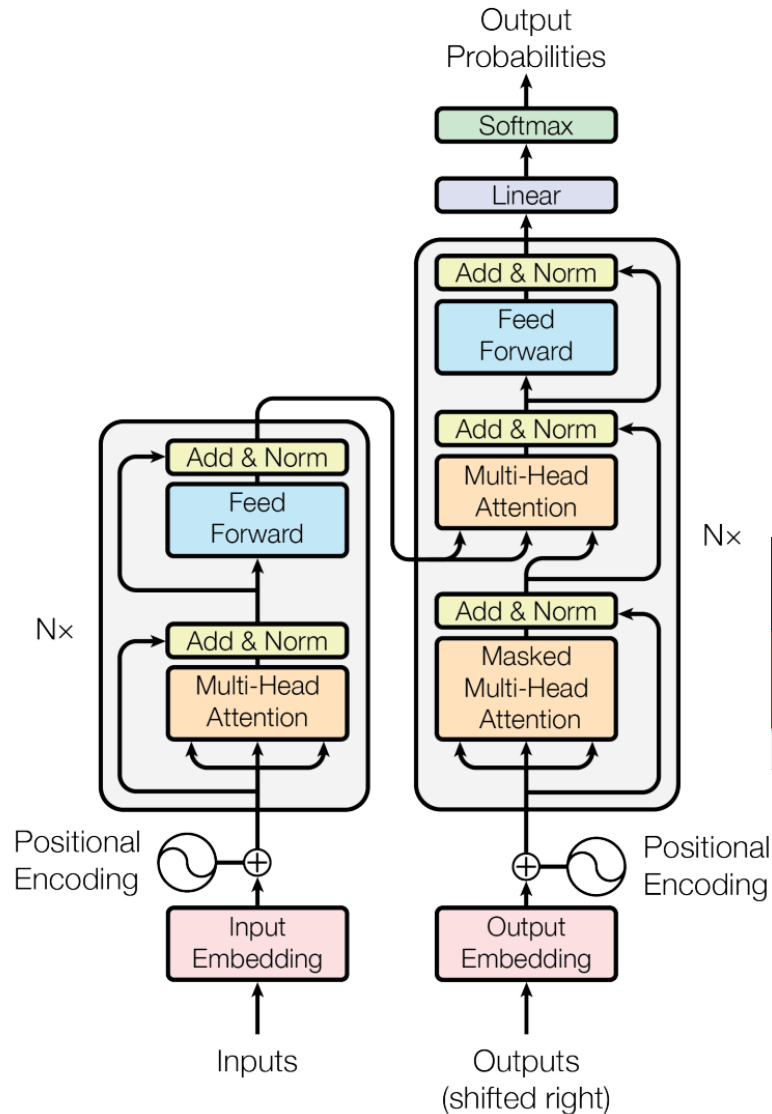 Output
Probabilities
Softmax
Linear
Add & Norm
Feed
Forward
Add & Norm
Multi-Head
Attention
Add & Norm
Masked
Multi-Head
Attention
N×
Add & Norm
Feed
Forward
Add & Norm
Multi-Head
Attention
N×
Positional
Encoding
Positional
Encoding
Input
Embedding
Output
Embedding
Inputs
Outputs
(shifted right)